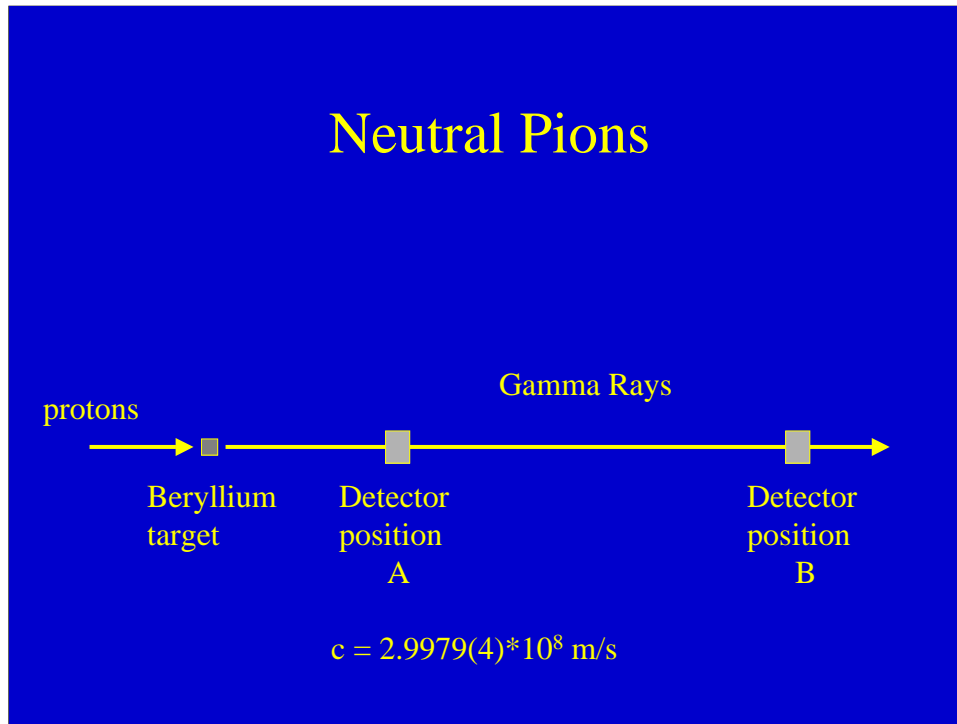 Neutral Pions
Gamma Rays
protons
Beryllium
target
Detector
position
A
Detector
position
B
c = 2.9979(4)*10⁸ m/s